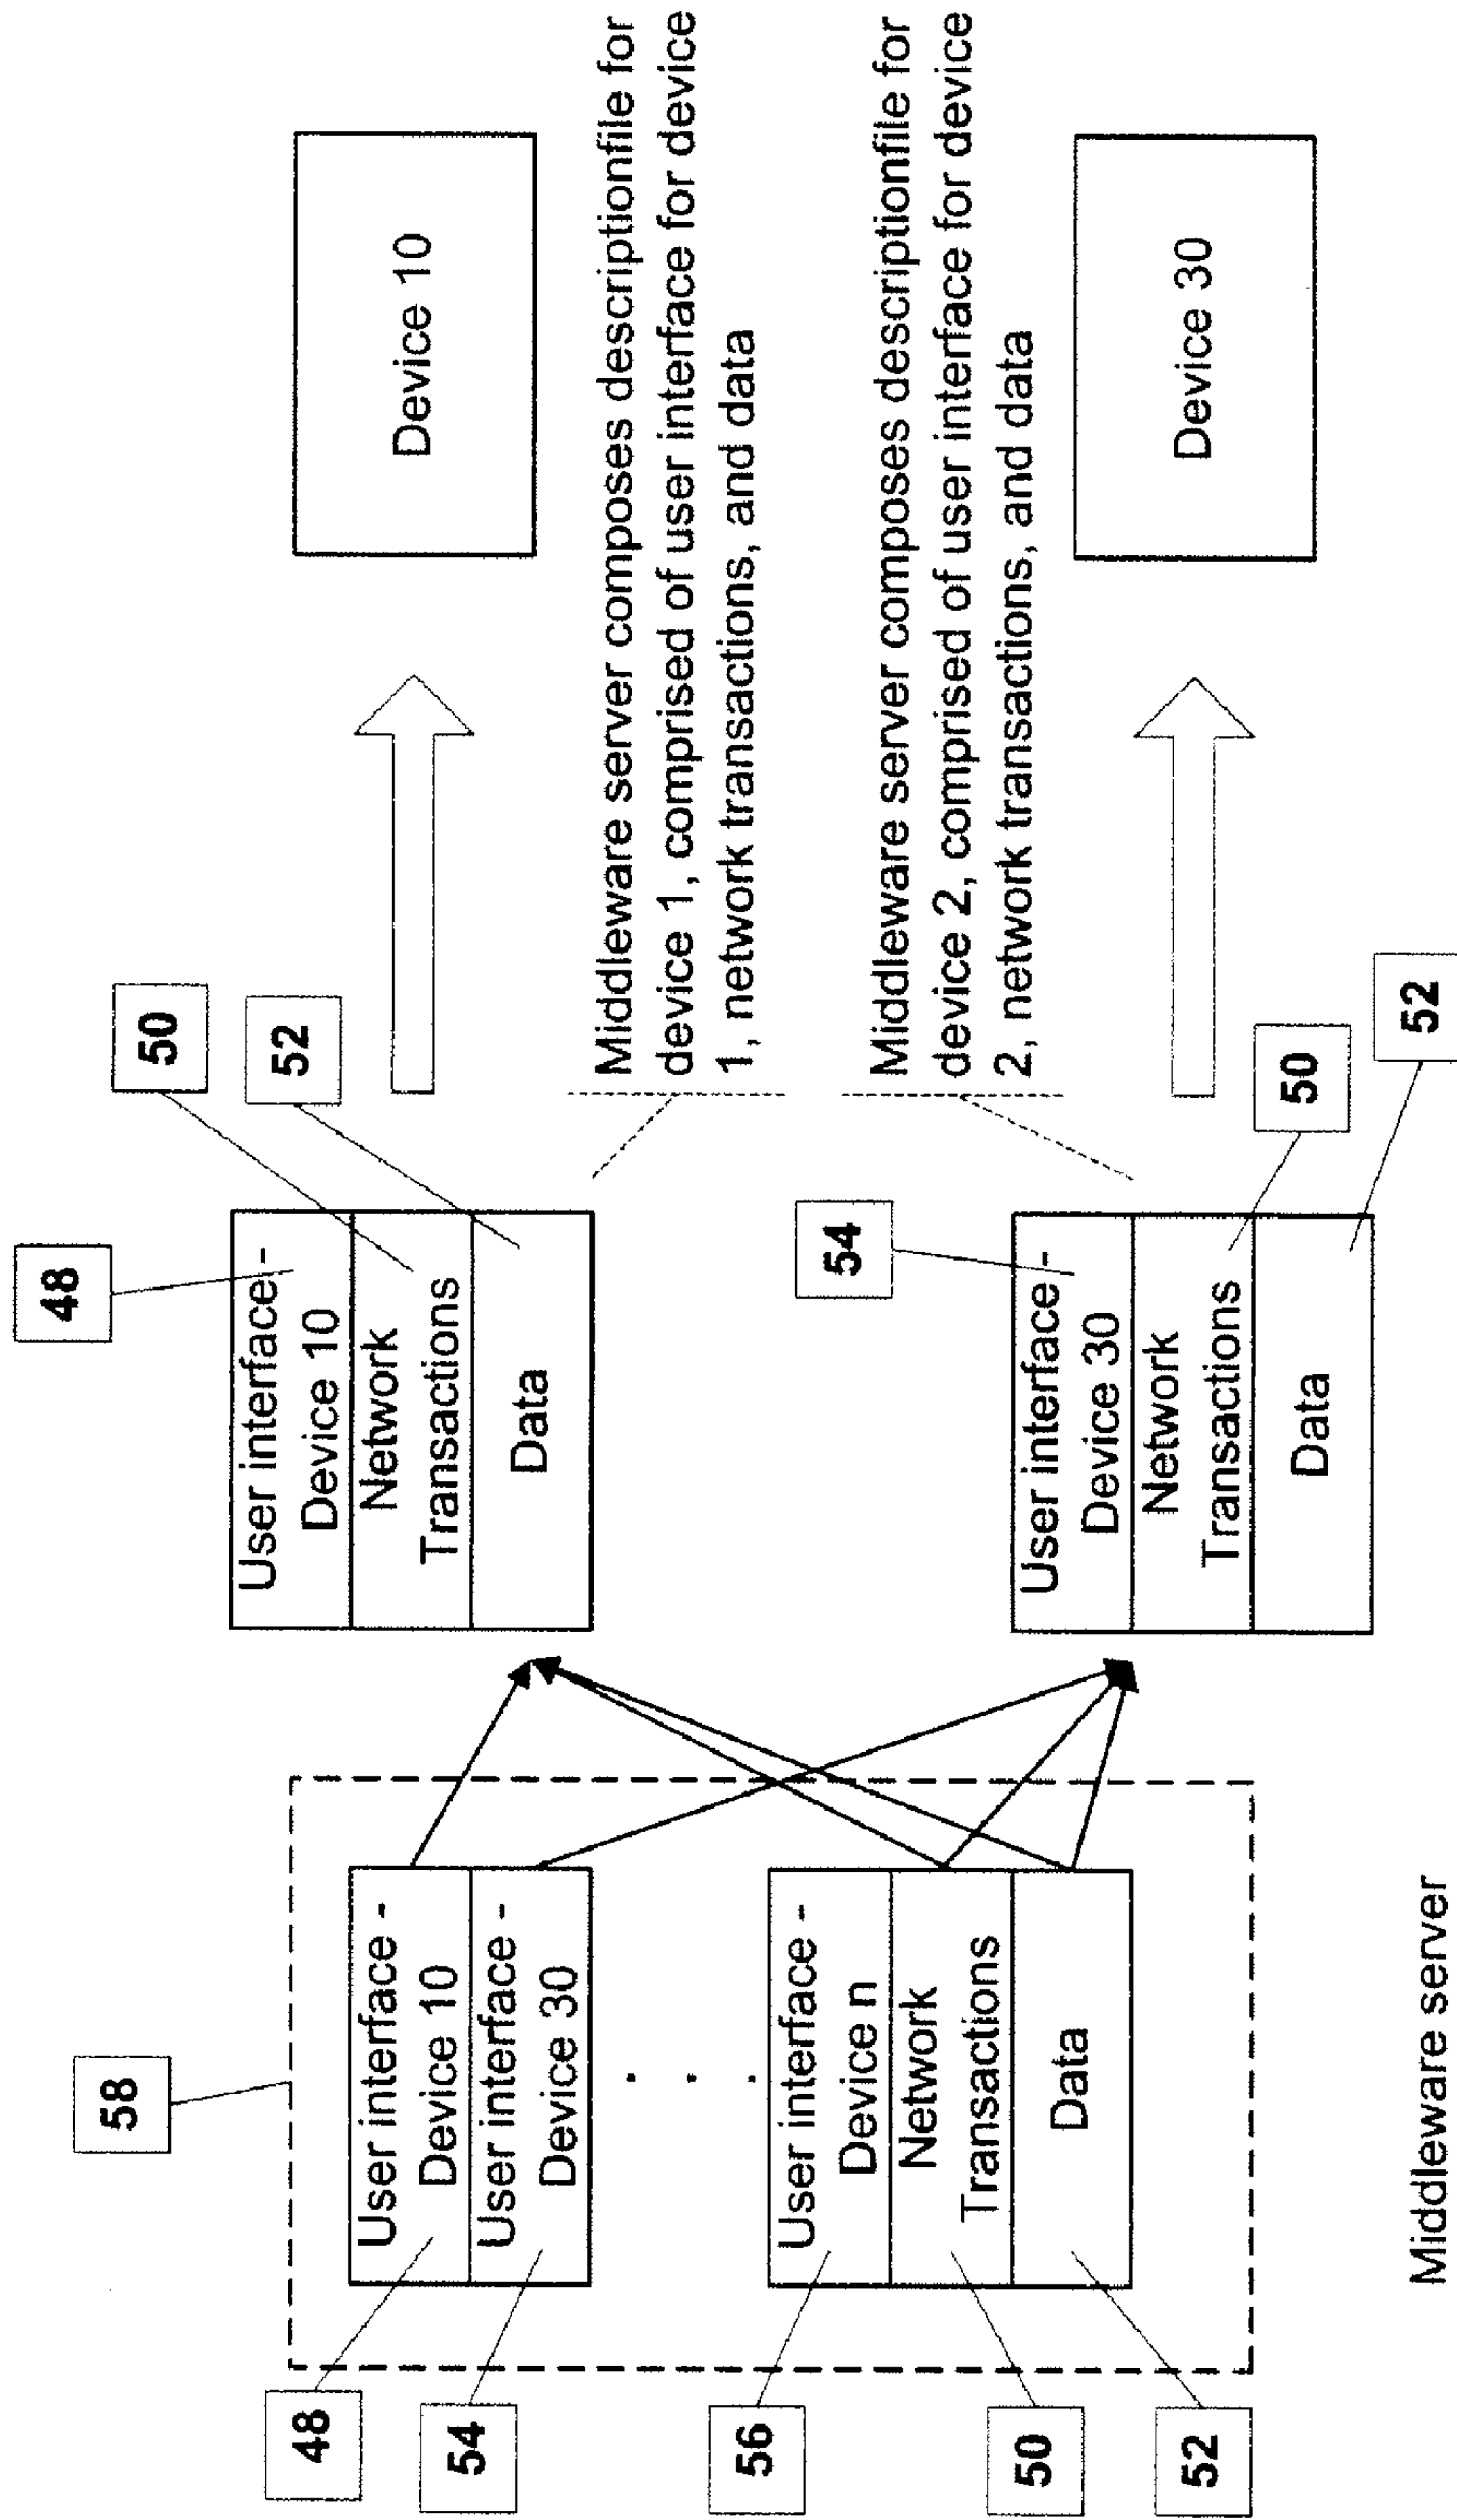 58
48
54
56
50
52
User interface -
Device 10
User interface -
Device 30
. . .
User interface -
Device n
Network
Transactions
Data
Middleware server
48
50
52
User interface-
Device 10
Network
Transactions
Data
54
50
52
User interface-
Device 30
Network
Transactions
Data
Device 10
Middleware server composes descriptionfile for
device 1, comprised of user interface for device
1, network transactions, and data
Middleware server composes descriptionfile for
device 2, comprised of user interface for device
2, network transactions, and data
Device 30